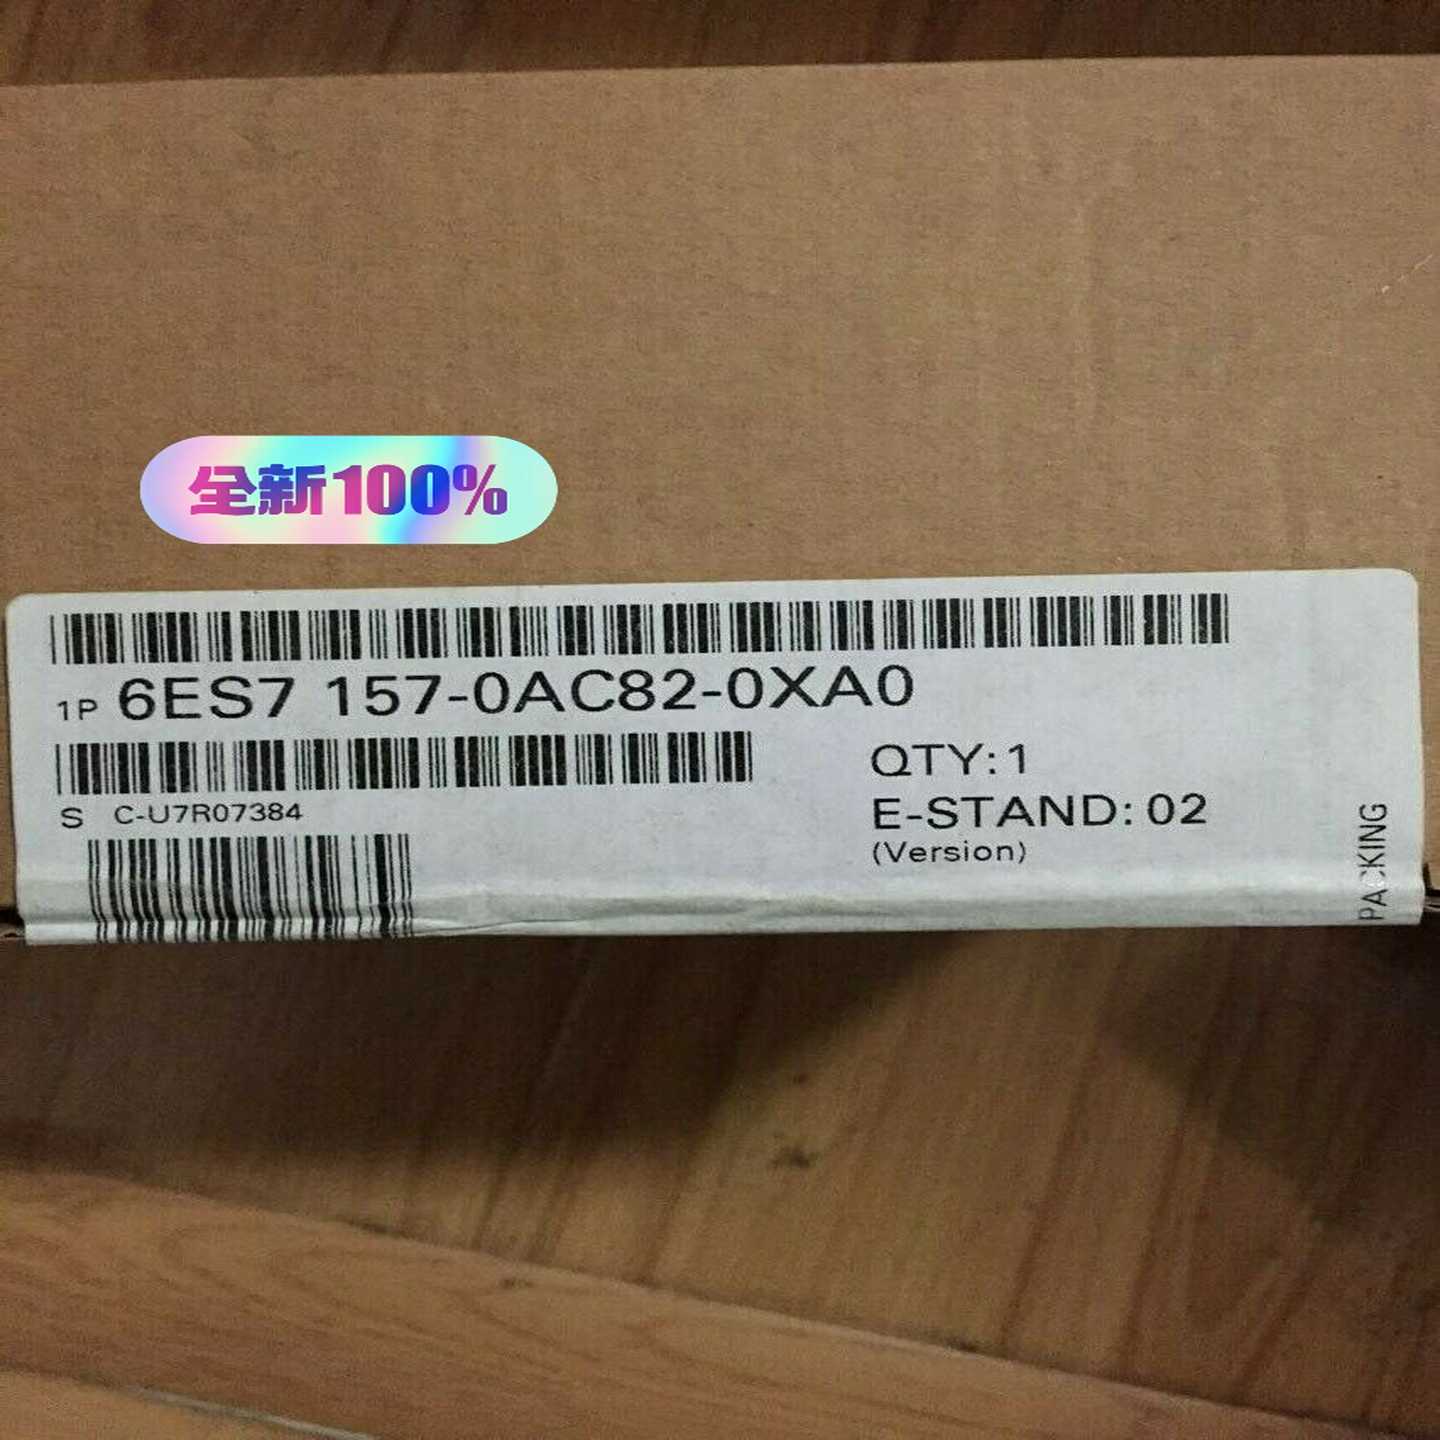 全新100%
1P 6ES7 157-0AC82-0XA0
S C-U7R07384
QTY: 1
E-STAND: 02
(Version)
PACKING